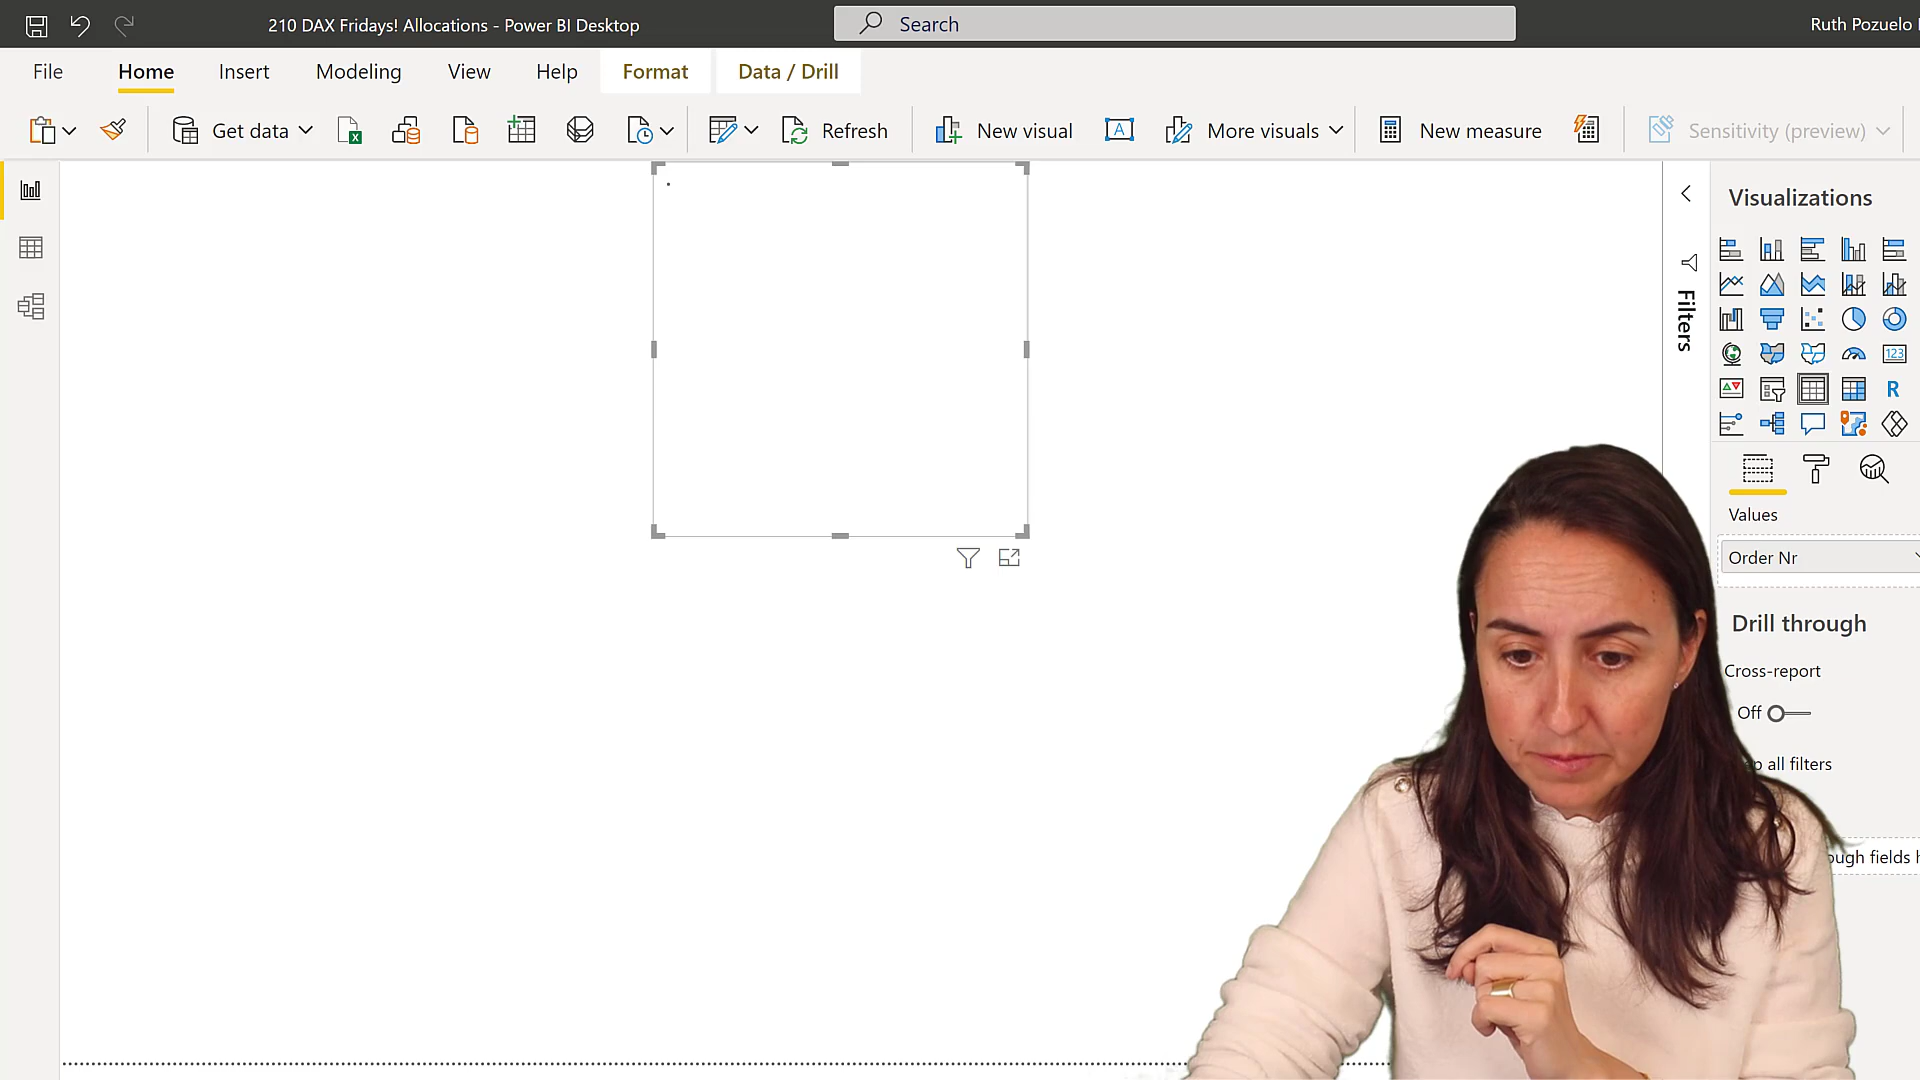 210 DAX Fridays! Allocations - Power BI Desktop
Search
Ruth Pozuelo
File
Home
Insert
Modeling
View
Help
Format
Data / Drill
Get data
Refresh
New visual
A
More visuals
New measure
Sensitivity (preview)
Visualizations
Filters
123
R
Values
Order Nr
Drill through
Cross-report
Off
all filters
fields